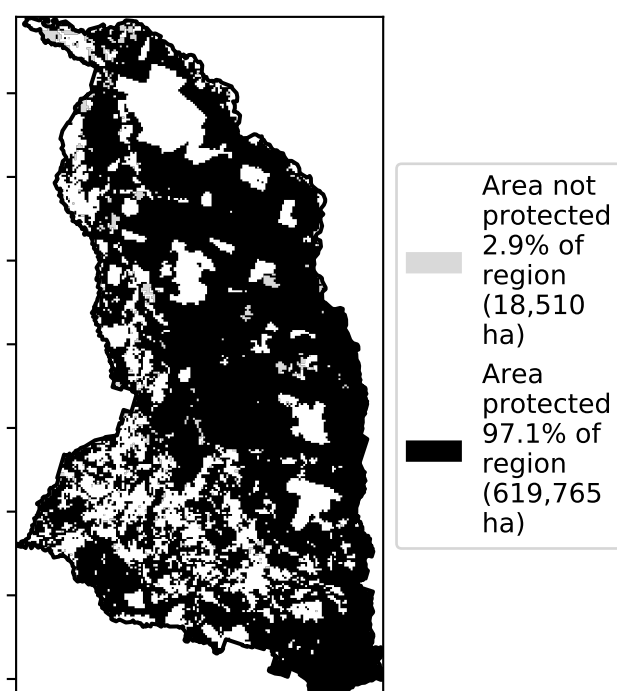 Area not
protected
2.9% of
region
(18,510
ha)
Area
protected
97.1% of
region
(619,765
ha)